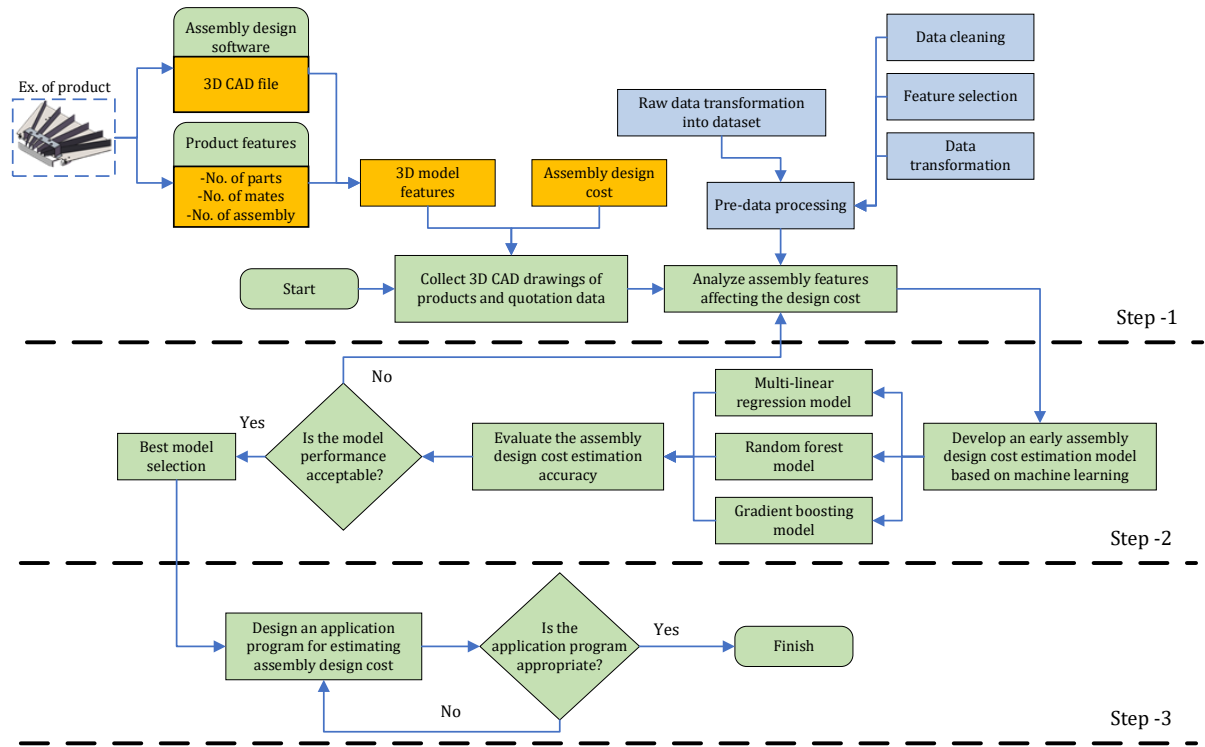 Assembly design
software
3D CAD file
Ex. of product
Product features
-No. of parts
-No. of mates
-No. of assembly
3D model
features
Assembly design
cost
Raw data transformation
into dataset
Data cleaning
Feature selection
Data
transformation
Pre-data processing
Start
Collect 3D CAD drawings of
products and quotation data
Analyze assembly features
affecting the design cost
Step -1
No
Yes
Is the model
performance
acceptable?
Best model
selection
Evaluate the assembly
design cost estimation
accuracy
Multi-linear
regression model
Random forest
model
Gradient boosting
model
Develop an early assembly
design cost estimation model
based on machine learning
Step -2
Design an application
program for estimating
assembly design cost
Is the
application program
appropriate?
Yes
Finish
No
Step -3